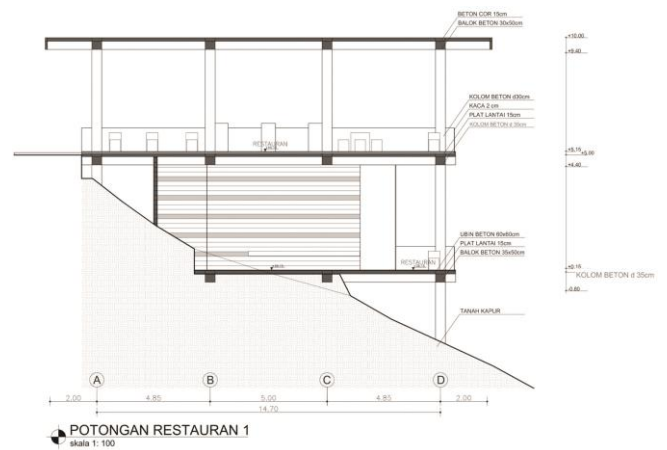 BETON COR 15cm
BALOK BETON 30x50cm
+10.00
+9.40
KOLOM BETON d30cm
KACA 2 cm
PLAT LANTAI 15cm
KOLOM BETON d 35cm
RESTAURAN
+5.15
+5.00
+4.40
UBIN BETON 60x60cm
PLAT LANTAI 15cm
BALOK BETON 35x50cm
RESTAURAN
+0.15
KOLOM BETON d 35cm
-0.60
TANAH KAPUR
A B C D
2.00 4.85 5.00 4.85 2.00
14.70
POTONGAN RESTAURAN 1
skala 1: 100